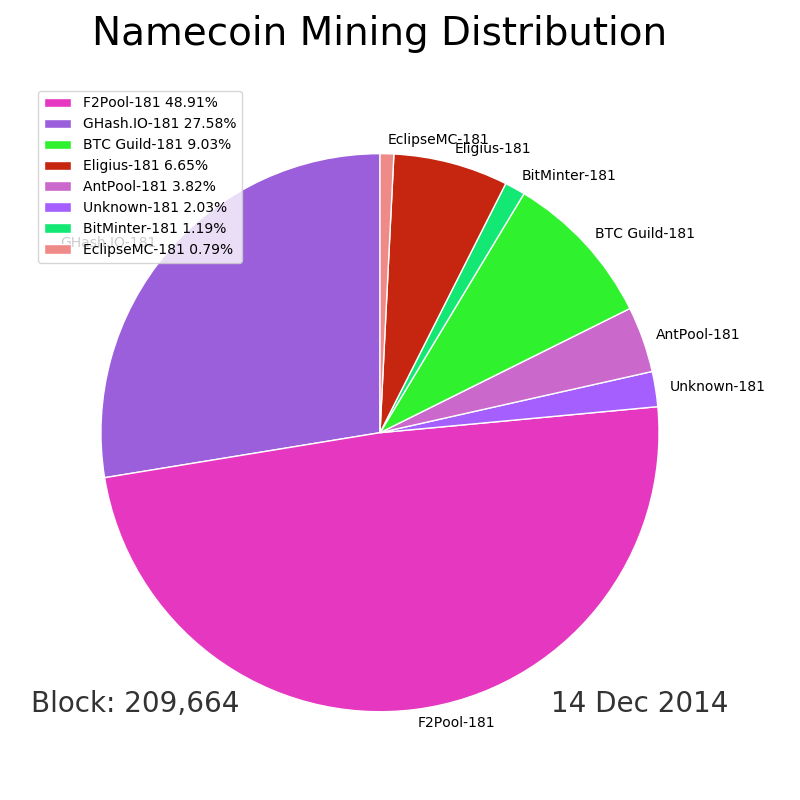 Namecoin Mining Distribution
F2Pool-181 48.91%
GHash.IO-181 27.58%
BTC Guild-181 9.03%
Eligius-181 6.65%
AntPool-181 3.82%
Unknown-181 2.03%
BitMinter-181 1.19%
EclipseMC-181 0.79%
EclipseMC-181
Eligius-181
BitMinter-181
BTC Guild-181
GHash.IO-181
AntPool-181
Unknown-181
Block: 209,664
14 Dec 2014
F2Pool-181